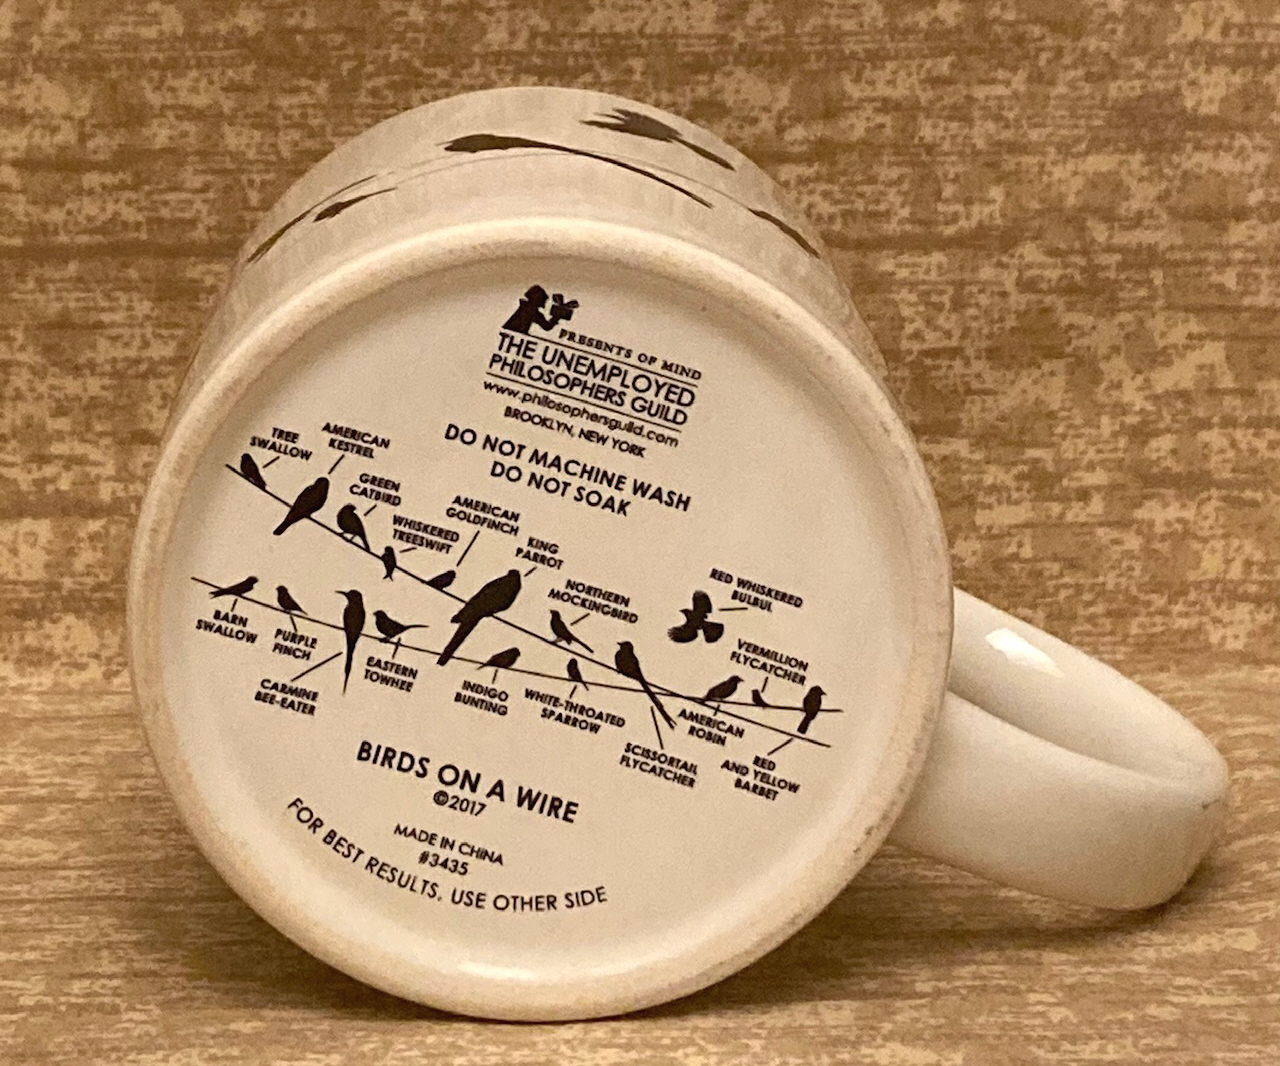 PRESENTS OF MIND
THE UNEMPLOYED
PHILOSOPHERS GUILD
www.philosophersguild.com
BROOKLYN, NEW YORK
DO NOT MACHINE WASH
DO NOT SOAK
TREE
SWALLOW
AMERICAN
KESTREL
GREEN
CATBIRD
WHISKERED
TREESWIFT
AMERICAN
GOLDFINCH
KING
PARROT
NORTHERN
MOCKINGBIRD
RED WHISKERED
BULBUL
VERMILLION
FLYCATCHER
BARN
SWALLOW
PURPLE
FINCH
CARMINE
BEE-EATER
EASTERN
TOWHEE
INDIGO
BUNTING
WHITE-THROATED
SPARROW
SCISSORTAIL
FLYCATCHER
AMERICAN
ROBIN
RED
AND YELLOW
BARBET
BIRDS ON A WIRE
©2017
MADE IN CHINA
#3435
FOR BEST RESULTS, USE OTHER SIDE